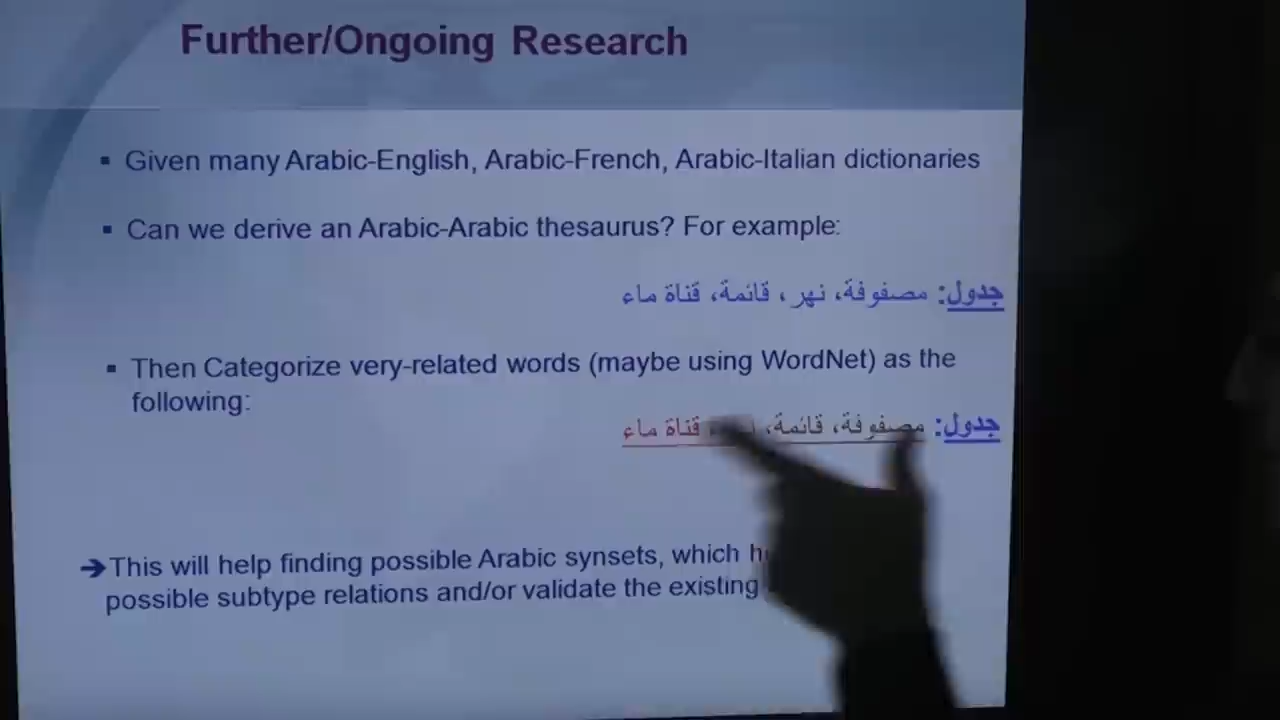 Further/Ongoing Research
▪ Given many Arabic-English, Arabic-French, Arabic-Italian dictionaries
▪ Can we derive an Arabic-Arabic thesaurus? For example:
جدول: مصفوفة، نهر ، قائمة، قناة ماء
▪ Then Categorize very-related words (maybe using WordNet) as the
following:
جدول: مصفوفة، قائمة، قناة ماء
➔This will help finding possible Arabic synsets, which
possible subtype relations and/or validate the existing